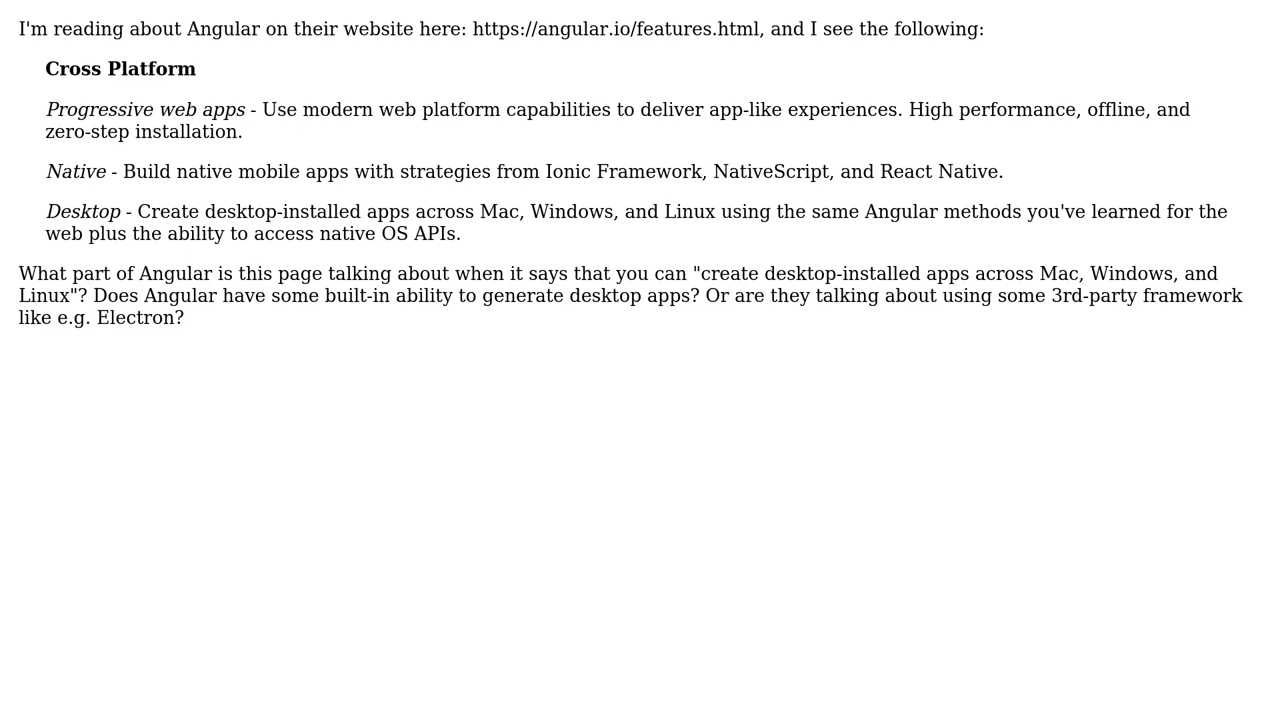 I'm reading about Angular on their website here: https://angular.io/features.html, and I see the following:
Cross Platform
Progressive web apps - Use modern web platform capabilities to deliver app-like experiences. High performance, offline, and
zero-step installation.
Native - Build native mobile apps with strategies from Ionic Framework, NativeScript, and React Native.
Desktop - Create desktop-installed apps across Mac, Windows, and Linux using the same Angular methods you've learned for the
web plus the ability to access native OS APIs.
What part of Angular is this page talking about when it says that you can "create desktop-installed apps across Mac, Windows, and
Linux"? Does Angular have some built-in ability to generate desktop apps? Or are they talking about using some 3rd-party framework
like e.g. Electron?